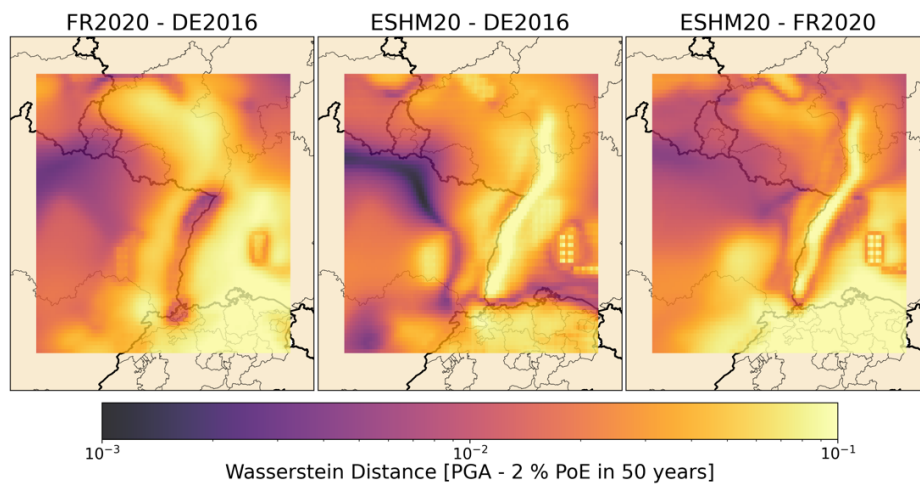 FR2020 - DE2016 ESHM20 - DE2016 ESHM20 - FR2020
10⁻³ 10⁻² 10⁻¹
Wasserstein Distance [PGA - 2 % PoE in 50 years]